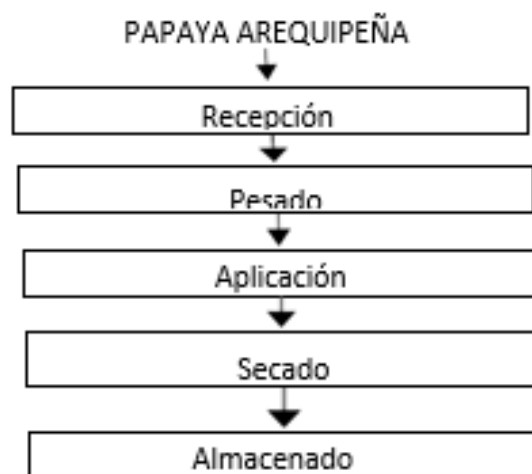 PAPAYA AREQUIPEÑA
Recepción
Pesado
Aplicación
Secado
Almacenado